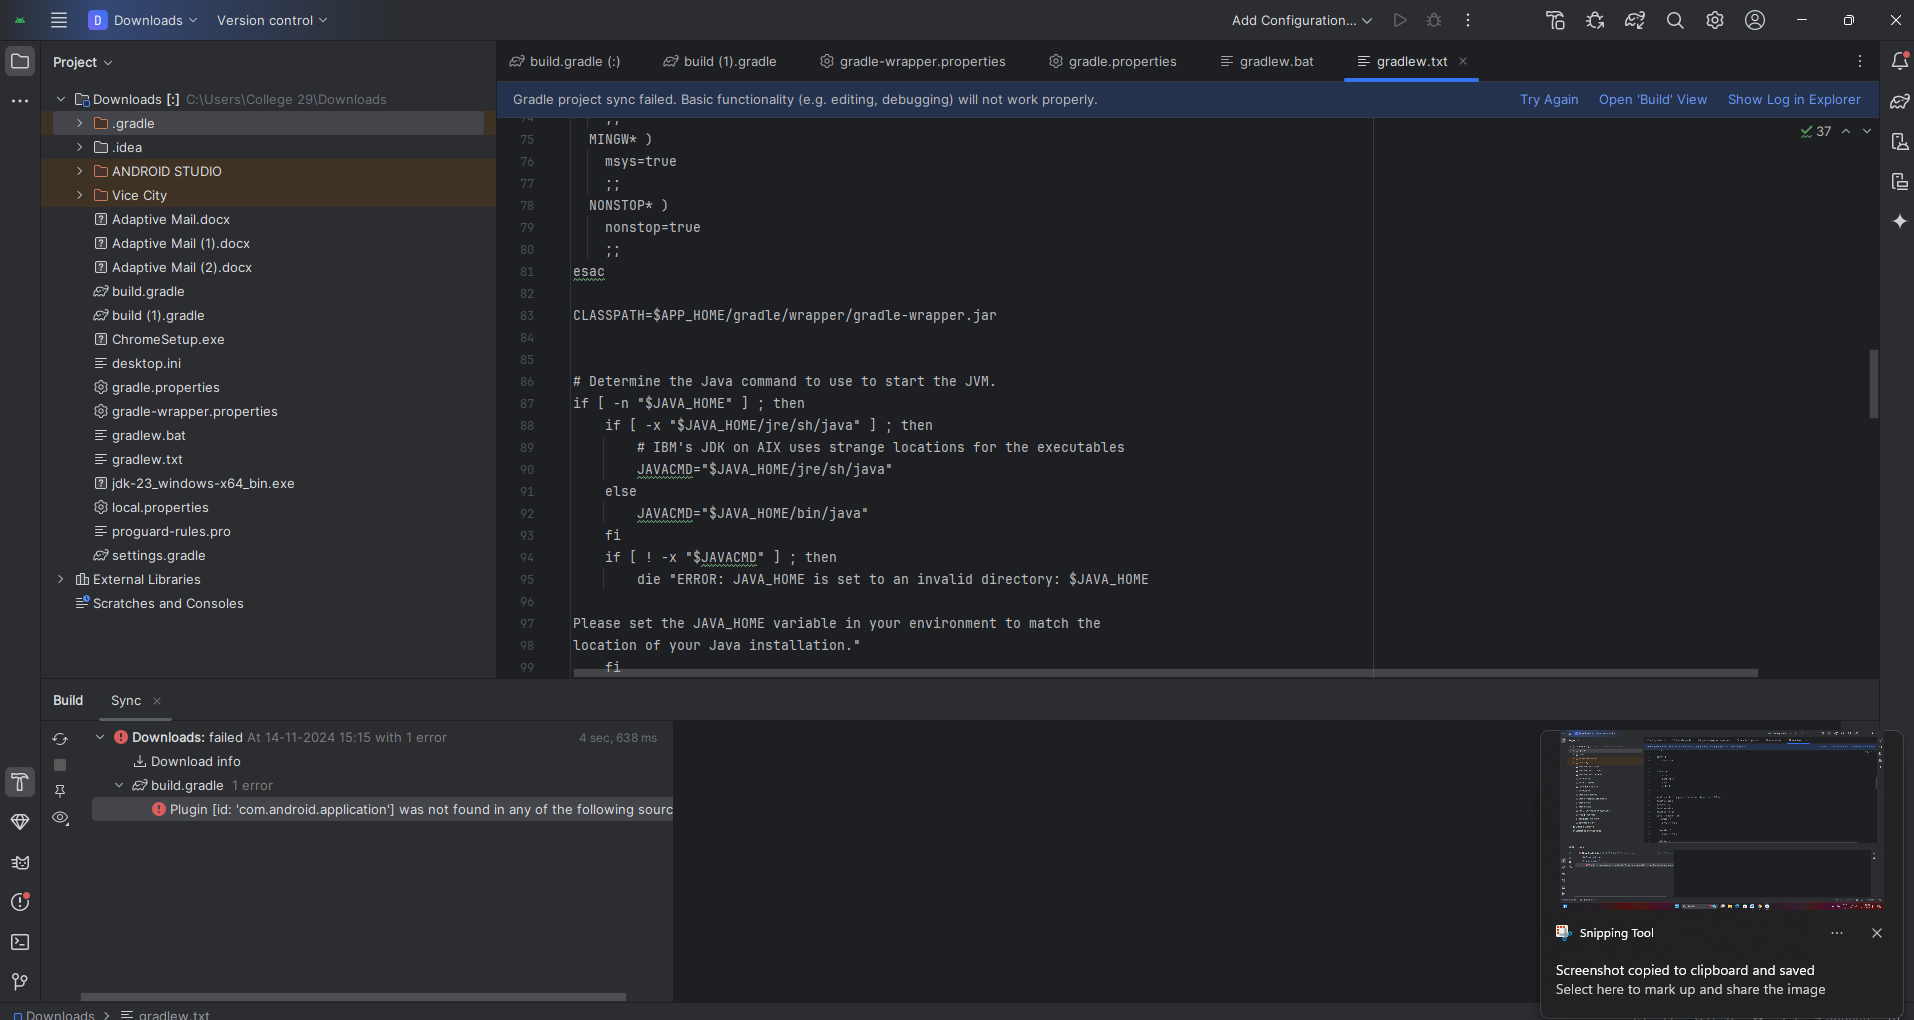 D Downloads Version control Add Configuration...
Project
Downloads [:] C:\Users\College 29\Downloads
.gradle
.idea
ANDROID STUDIO
Vice City
Adaptive Mail.docx
Adaptive Mail (1).docx
Adaptive Mail (2).docx
build.gradle
build (1).gradle
ChromeSetup.exe
desktop.ini
gradle.properties
gradle-wrapper.properties
gradlew.bat
gradlew.txt
jdk-23_windows-x64_bin.exe
local.properties
proguard-rules.pro
settings.gradle
External Libraries
Scratches and Consoles
build.gradle (:) build (1).gradle gradle-wrapper.properties gradle.properties gradlew.bat gradlew.txt
Gradle project sync failed. Basic functionality (e.g. editing, debugging) will not work properly. Try Again Open 'Build' View Show Log in Explorer
37
74 ;;
75 MINGW* )
76 msys=true
77 ;;
78 NONSTOP* )
79 nonstop=true
80 ;;
81 esac
82
83 CLASSPATH=$APP_HOME/gradle/wrapper/gradle-wrapper.jar
84
85
86 # Determine the Java command to use to start the JVM.
87 if [ -n "$JAVA_HOME" ] ; then
88 if [ -x "$JAVA_HOME/jre/sh/java" ] ; then
89 # IBM's JDK on AIX uses strange locations for the executables
90 JAVACMD="$JAVA_HOME/jre/sh/java"
91 else
92 JAVACMD="$JAVA_HOME/bin/java"
93 fi
94 if [ ! -x "$JAVACMD" ] ; then
95 die "ERROR: JAVA_HOME is set to an invalid directory: $JAVA_HOME
96
97 Please set the JAVA_HOME variable in your environment to match the
98 location of your Java installation."
99 fi
Build Sync
Downloads: failed At 14-11-2024 15:15 with 1 error 4 sec, 638 ms
Download info
build.gradle 1 error
Plugin [id: 'com.android.application'] was not found in any of the following sourc
Snipping Tool
Screenshot copied to clipboard and saved
Select here to mark up and share the image
Downloads gradlew.txt